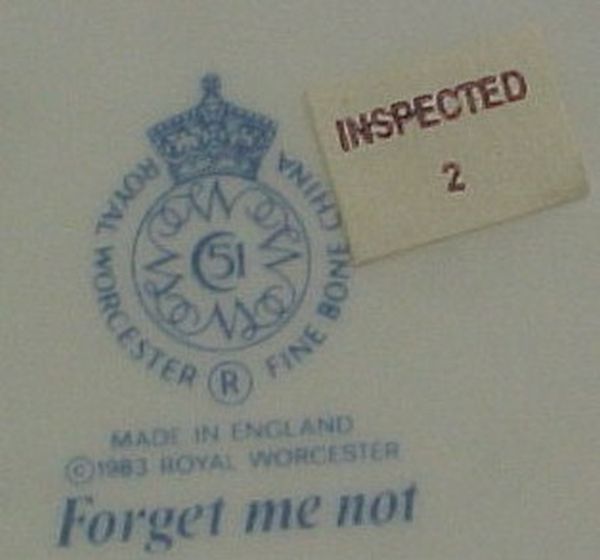 ROYAL WORCESTER
FINE BONE CHINA
51
R
MADE IN ENGLAND
©1983 ROYAL WORCESTER
Forget me not
INSPECTED
2